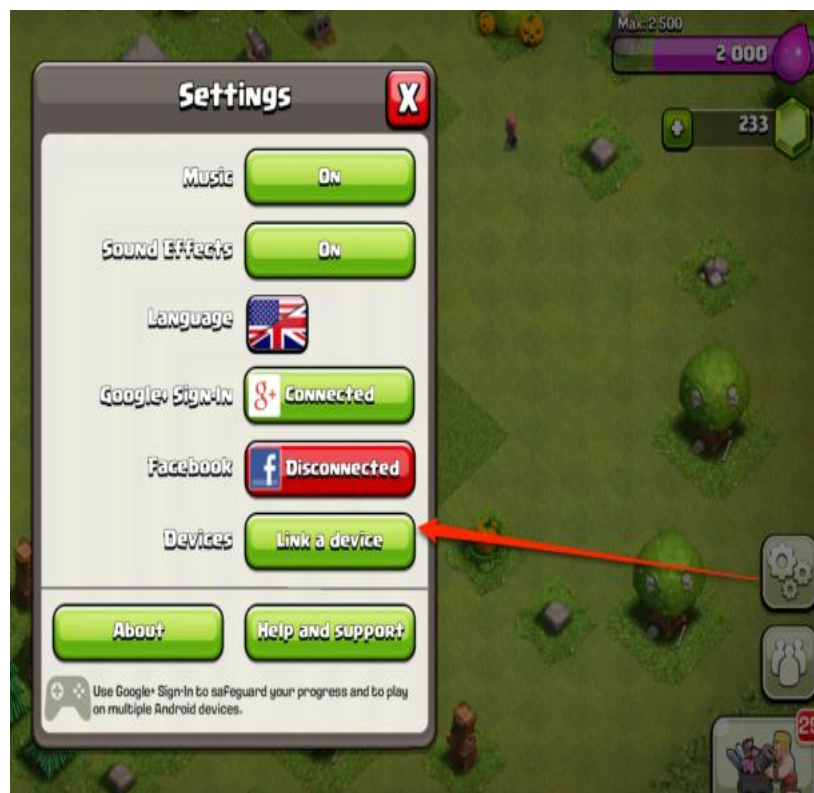 Max: 2 500
2 000
233
Settings
X
Music On
Sound Effects On
Language
Google+ Sign-In g+ Connected
Facebook f Disconnected
Devices Link a device
About Help and support
Use Google+ Sign-In to safeguard your progress and to play
on multiple Android devices.
29